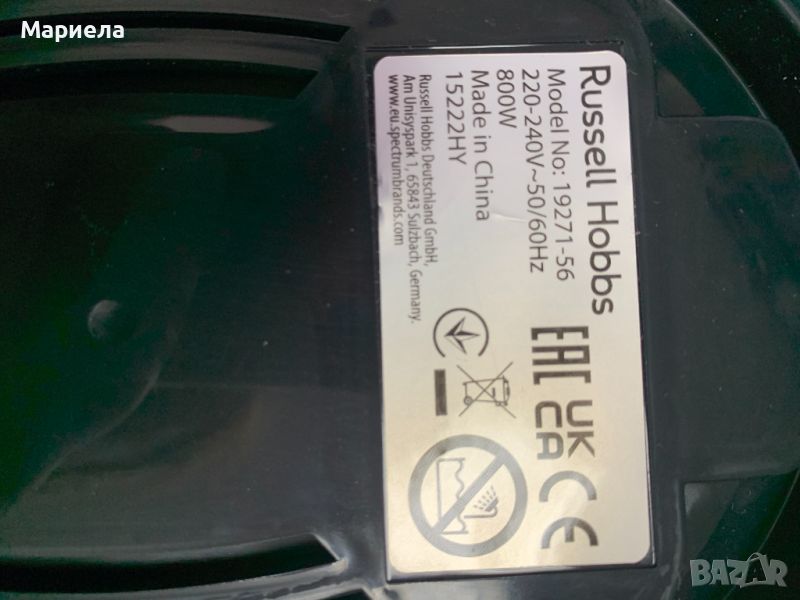 Мариела
Russell Hobbs
Model No: 19271-56
220-240V~50/60Hz
800W
Made in China
15222HY
Russell Hobbs Deutschland GmbH,
Am Unisyspark 1, 65843 Sulzbach, Germany.
www.eu.spectrumbrands.com
EAC
UK
CA
CE
BAZAR